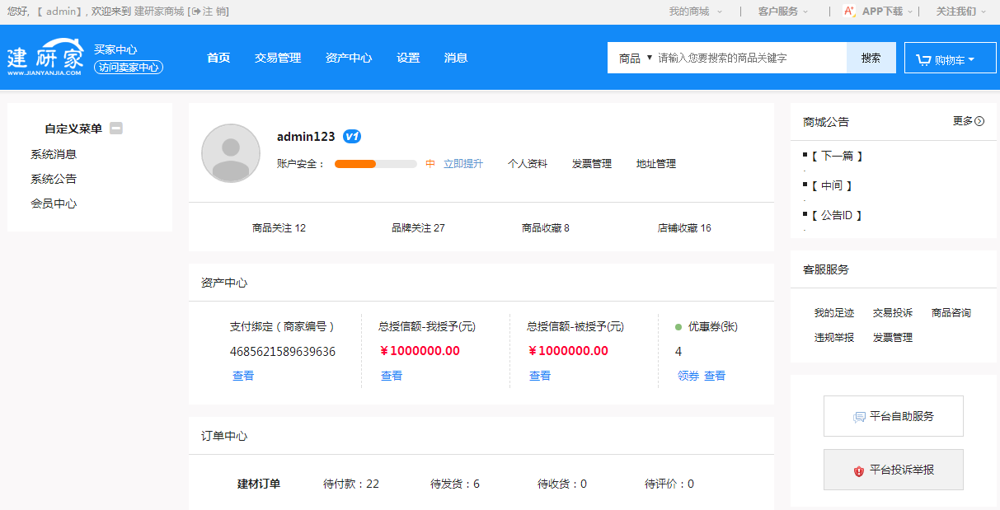 您好, 【 admin】, 欢迎来到 建研家商城 [注 销]
我的商城 | 客户服务 | APP下载 | 关注我们
建研家
WWW.JIANYANJIA.COM
买家中心
访问卖家中心
首页 交易管理 资产中心 设置 消息
商品 ▼ 请输入您要搜索的商品关键字 搜索
购物车
自定义菜单
系统消息
系统公告
会员中心
admin123 V1
账户安全： 中 立即提升 个人资料 发票管理 地址管理
商品关注 12 品牌关注 27 商品收藏 8 店铺收藏 16
资产中心
支付绑定（商家编号） 总授信额-我授予(元) 总授信额-被授予(元) 优惠券(张)
4685621589639636 ¥1000000.00 ¥1000000.00 4
查看 查看 查看 领券 查看
订单中心
建材订单 待付款：22 待发货：6 待收货：0 待评价：0
商城公告 更多
【 下一篇 】
【 中间 】
【 公告ID 】
客服服务
我的足迹 交易投诉 商品咨询
违规举报 发票管理
平台自助服务
平台投诉举报